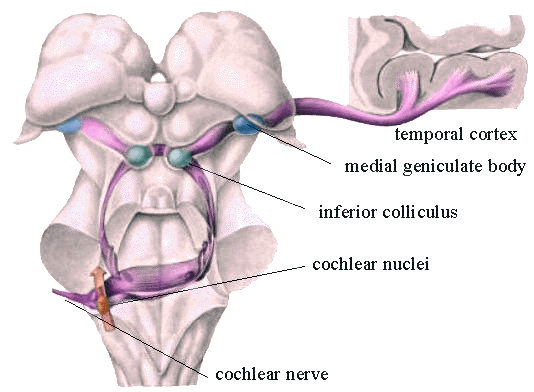 temporal cortex
medial geniculate body
inferior colliculus
cochlear nuclei
cochlear nerve